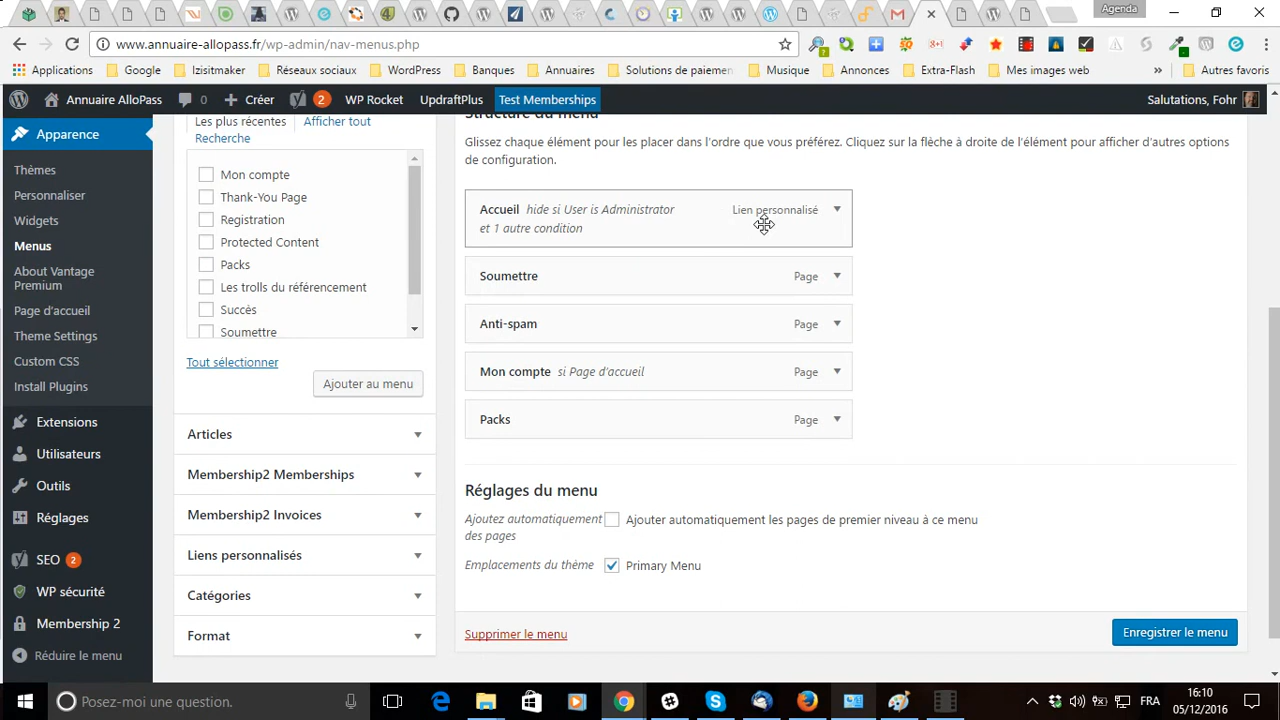 Agenda
www.annuaire-allopass.fr/wp-admin/nav-menus.php
Applications Google Izisitmaker Réseaux sociaux WordPress Banques Annuaires Solutions de paiemen Musique Annonces Extra-Flash Mes images web » Autres favoris
Annuaire AlloPass 0 Créer 2 WP Rocket UpdraftPlus Test Memberships Salutations, Fohr
Apparence
Thèmes
Personnaliser
Widgets
Menus
About Vantage
Premium
Page d'accueil
Theme Settings
Custom CSS
Install Plugins
Extensions
Utilisateurs
Outils
Réglages
SEO 2
WP sécurité
Membership 2
Réduire le menu
Les plus récentes Afficher tout
Recherche
Mon compte
Thank-You Page
Registration
Protected Content
Packs
Les trolls du référencement
Succès
Soumettre
Tout sélectionner
Ajouter au menu
Articles
Membership2 Memberships
Membership2 Invoices
Liens personnalisés
Catégories
Format
Structure du menu
Glissez chaque élément pour les placer dans l'ordre que vous préférez. Cliquez sur la flèche à droite de l'élément pour afficher d'autres options
de configuration.
Accueil hide si User is Administrator Lien personnalisé
et 1 autre condition
Soumettre Page
Anti-spam Page
Mon compte si Page d'accueil Page
Packs Page
Réglages du menu
Ajoutez automatiquement Ajouter automatiquement les pages de premier niveau à ce menu
des pages
Emplacements du thème Primary Menu
Supprimer le menu Enregistrer le menu
Posez-moi une question. FRA 16:10
05/12/2016